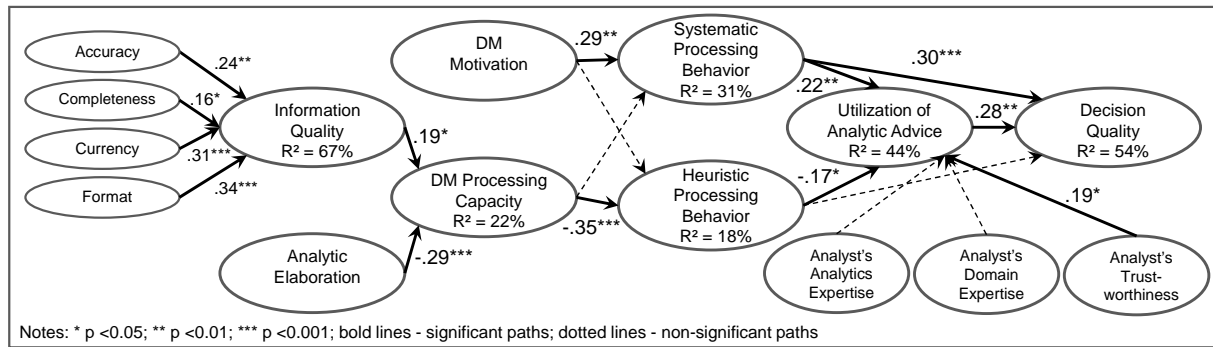 Accuracy
Completeness
Currency
Format
.24**
.16*
.31***
.34***
Information
Quality
R² = 67%
Analytic
Elaboration
.19*
-.29***
DM
Motivation
DM Processing
Capacity
R² = 22%
.29**
-.35***
Systematic
Processing
Behavior
R² = 31%
Heuristic
Processing
Behavior
R² = 18%
.30***
.22**
-.17*
Utilization of
Analytic Advice
R² = 44%
.28**
Decision
Quality
R² = 54%
.19*
Analyst's
Analytics
Expertise
Analyst's
Domain
Expertise
Analyst's
Trust-
worthiness
Notes: * p <0.05; ** p <0.01; *** p <0.001; bold lines - significant paths; dotted lines - non-significant paths